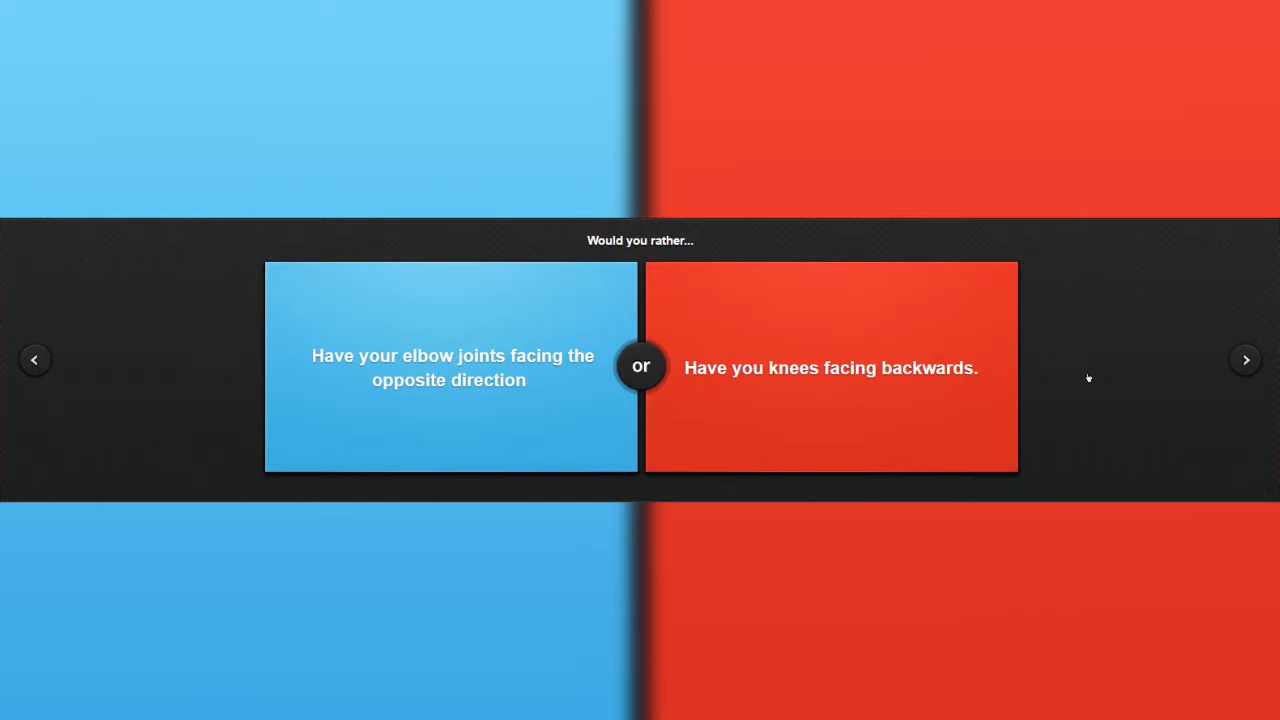 Would you rather...
Have your elbow joints facing the
opposite direction
or
Have you knees facing backwards.